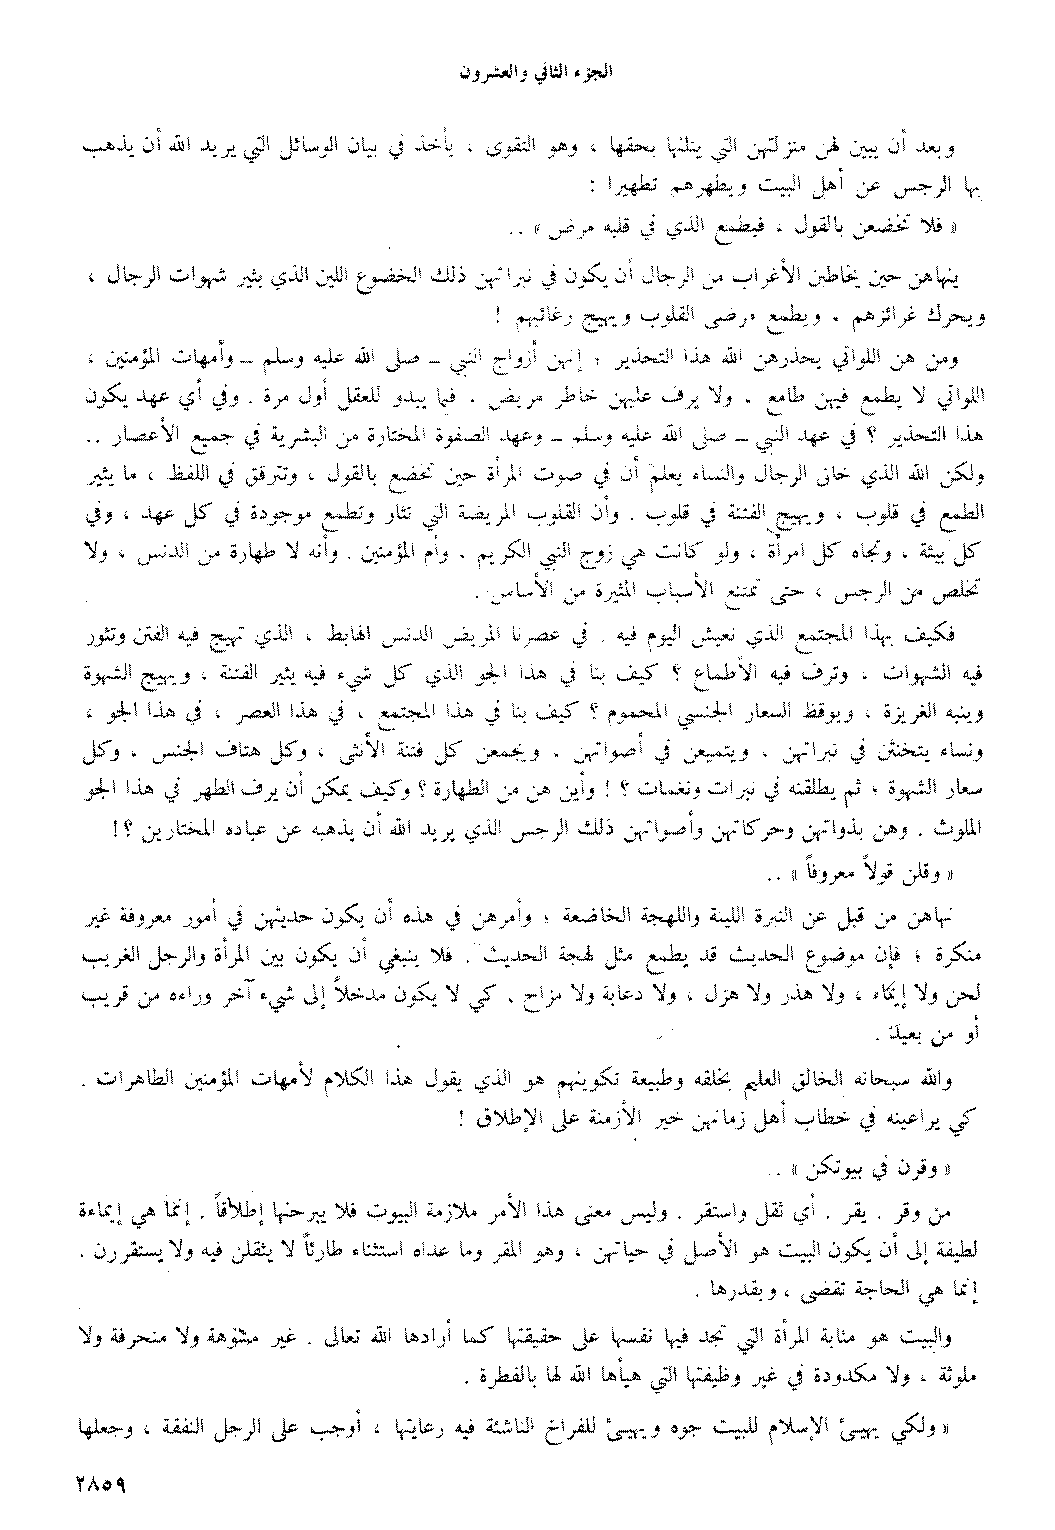 الجزء الثاني والعشرون
وبعد أن يبين لهن منزلتهن التي ينلنها بحقها ، وهو التقوى ، يأخذ في بيان الوسائل التي يريد الله أن يذهب
بها الرجس عن أهل البيت ويطهرهم تطهيرا :
« فلا تخضعن بالقول ، فيطمع الذي في قلبه مرض » ..
ينهاهن حين يخاطبن الأغراب من الرجال أن يكون في نبراتهن ذلك الخضوع اللين الذي يثير شهوات الرجال ،
ويحرك غرائزهم ، ويطمع مرضى القلوب ويهيج رغائبهم !
ومن هن اللواتي يحذرهن الله هذا التحذير ؛ إنهن أزواج النبي – صلى الله عليه وسلم – وأمهات المؤمنين ،
اللواتي لا يطمع فيهن طامع ، ولا يرف عليهن خاطر مريض ، فيما يبدو للعقل أول مرة . وفي أي عهد يكون
هذا التحذير ؟ في عهد النبي – صلى الله عليه وسلم – وعهد الصفوة المختارة من البشرية في جميع الأعصار ..
ولكن الله الذي خلق الرجال والنساء يعلم أن في صوت المرأة حين تخضع بالقول ، وتترقق في اللفظ ، ما يثير
الطمع في قلوب ، ويهيج الفتنة في قلوب . وأن القلوب المريضة التي تثار وتطمع موجودة في كل عهد ، وفي
كل بيئة ، وتجاه كل امرأة ، ولو كانت هي زوج النبي الكريم ، وأم المؤمنين . وأنه لا طهارة من الدنس ، ولا
تخلص من الرجس ، حتى تمتنع الأسباب المثيرة من الأساس .
فكيف بهذا المجتمع الذي نعيش اليوم فيه . في عصرنا المريض الدنس الهابط ، الذي تهيج فيه الفتن وتثور
فيه الشهوات ، وترف فيه الأطماع ؟ كيف بنا في هذا الجو الذي كل شيء فيه يثير الفتنة ، ويهيج الشهوة
وينبه الغريزة ، ويوقظ السعار الجنسي المحموم ؟ كيف بنا في هذا المجتمع ، في هذا العصر ، في هذا الجو ،
ونساء يتخنثن في نبراتهن ، ويتميعن في أصواتهن ، ويجمعن كل فتنة الأنثى ، وكل هتاف الجنس ، وكل
سعار الشهوة ؛ ثم يطلقنه في نبرات ونغمات ؟ ! وأين هن من الطهارة ؟ وكيف يمكن أن يرف الطهر في هذا الجو
الملوث . وهن بذواتهن وحركاتهن وأصواتهن ذلك الرجس الذي يريد الله أن يذهبه عن عباده المختارين ؟!
« وقلن قولاً معروفاً » ..
نهاهن من قبل عن النبرة اللينة واللهجة الخاضعة ؛ وأمرهن في هذه أن يكون حديثهن في أمور معروفة غير
منكرة ؛ فإن موضوع الحديث قد يطمع مثل لهجة الحديث . فلا ينبغي أن يكون بين المرأة والرجل الغريب
لحن ولا إيماء ، ولا هذر ولا هزل ، ولا دعابة ولا مزاح ، كي لا يكون مدخلاً إلى شيء آخر وراءه من قريب
أو من بعيد .
والله سبحانه الخالق العليم بخلقه وطبيعة تكوينهم هو الذي يقول هذا الكلام لأمهات المؤمنين الطاهرات .
كي يراعينه في خطاب أهل زمانهن خير الأزمنة على الإطلاق !
« وقرن في بيوتكن » ..
من وقر . يقر . أي ثقل واستقر . وليس معنى هذا الأمر ملازمة البيوت فلا يبرحنها إطلاقاً . إنما هي إيماءة
لطيفة إلى أن يكون البيت هو الأصل في حياتهن ، وهو المقر وما عداه استثناء طارئاً لا يثقلن فيه ولا يستقررن .
إنما هي الحاجة تقضى ، وبقدرها .
والبيت هو مثابة المرأة التي تجد فيها نفسها على حقيقتها كما أرادها الله تعالى . غير مشوهة ولا منحرفة ولا
ملوثة ، ولا مكدودة في غير وظيفتها التي هيأها الله لها بالفطرة .
« ولكي يهيئ الإسلام للبيت جوه ويهيئ للفراخ الناشئة فيه رعايتها ، أوجب على الرجل النفقة ، وجعلها
٢٨٥٩